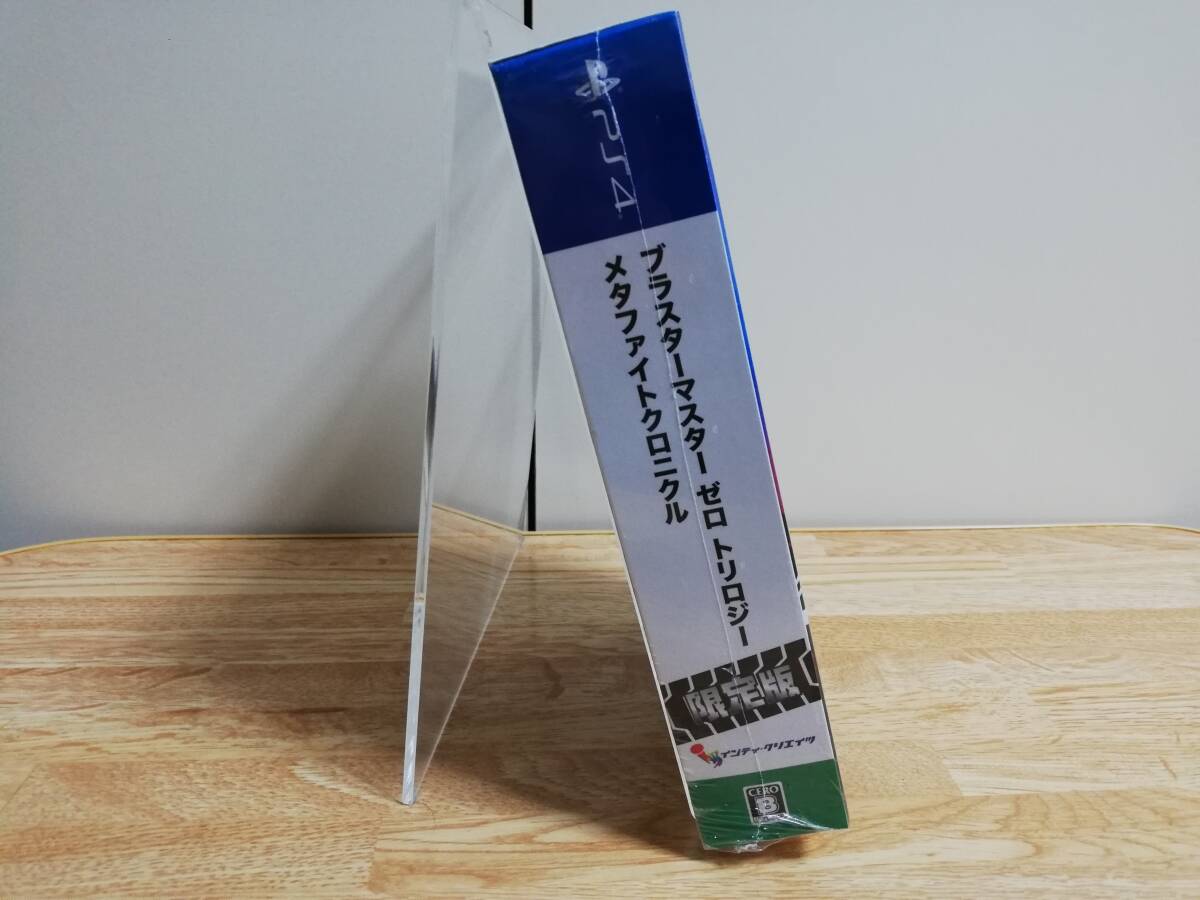 PS4
ブラスターマスター ゼロ トリロジー
メタファイトクロニクル
限定版
インティ・クリエイツ
CERO
B